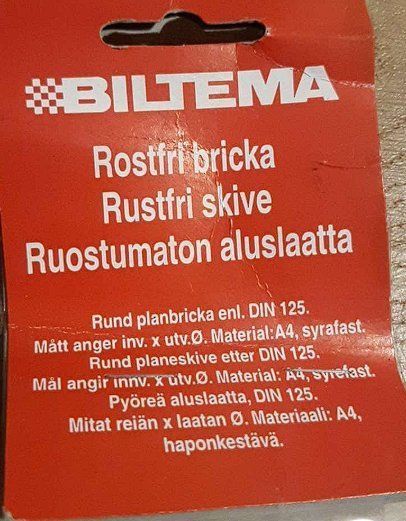 BILTEMA
Rostfri bricka
Rustfri skive
Ruostumaton aluslaatta
Rund planbricka enl. DIN 125.
Mått anger inv. x utv.Ø. Material:A4, syrafast.
Rund planeskive etter DIN 125.
Mål angir innv. x utv.Ø. Material: A4, syrefast.
Pyöreä aluslaatta, DIN 125.
Mitat reiän x laatan Ø. Materiaali: A4,
haponkestävä.